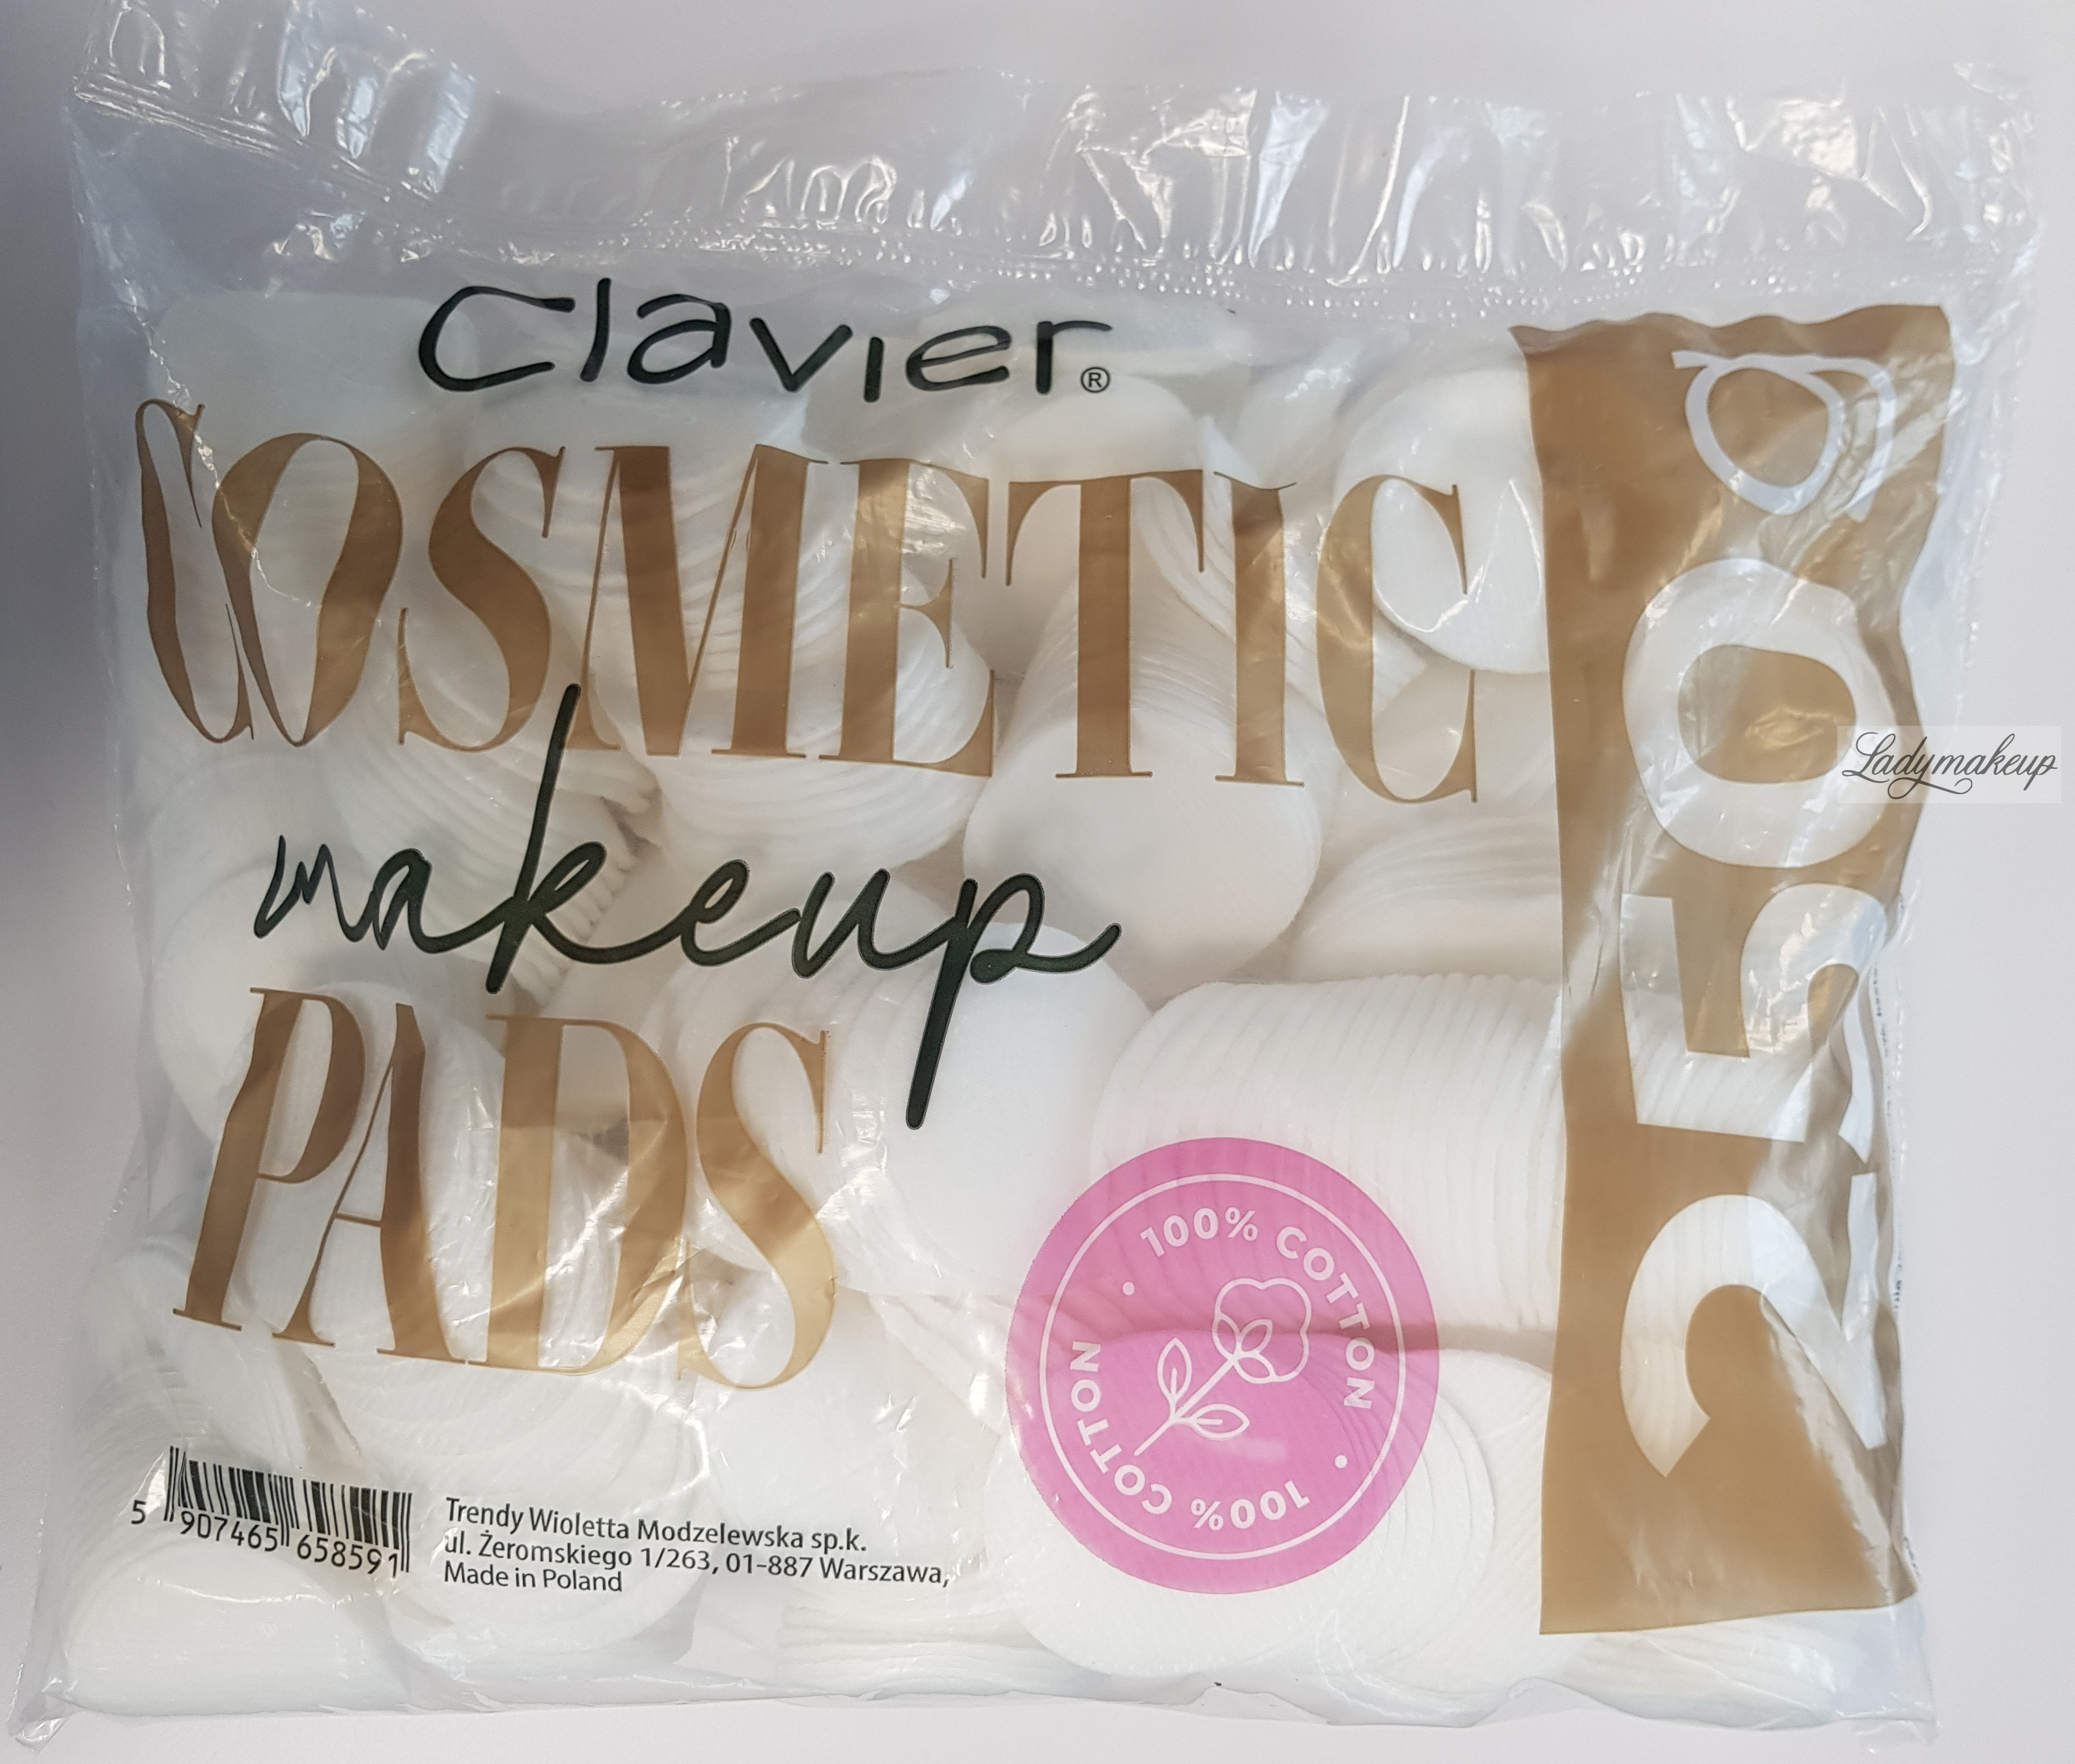 clavier®
COSMETIC
makeup
PADS
250g
100% COTTON • 100% COTTON •
5 907465 658591
Trendy Wioletta Modzelewska sp.k.
ul. Żeromskiego 1/263, 01-887 Warszawa,
Made in Poland
Ladymakeup